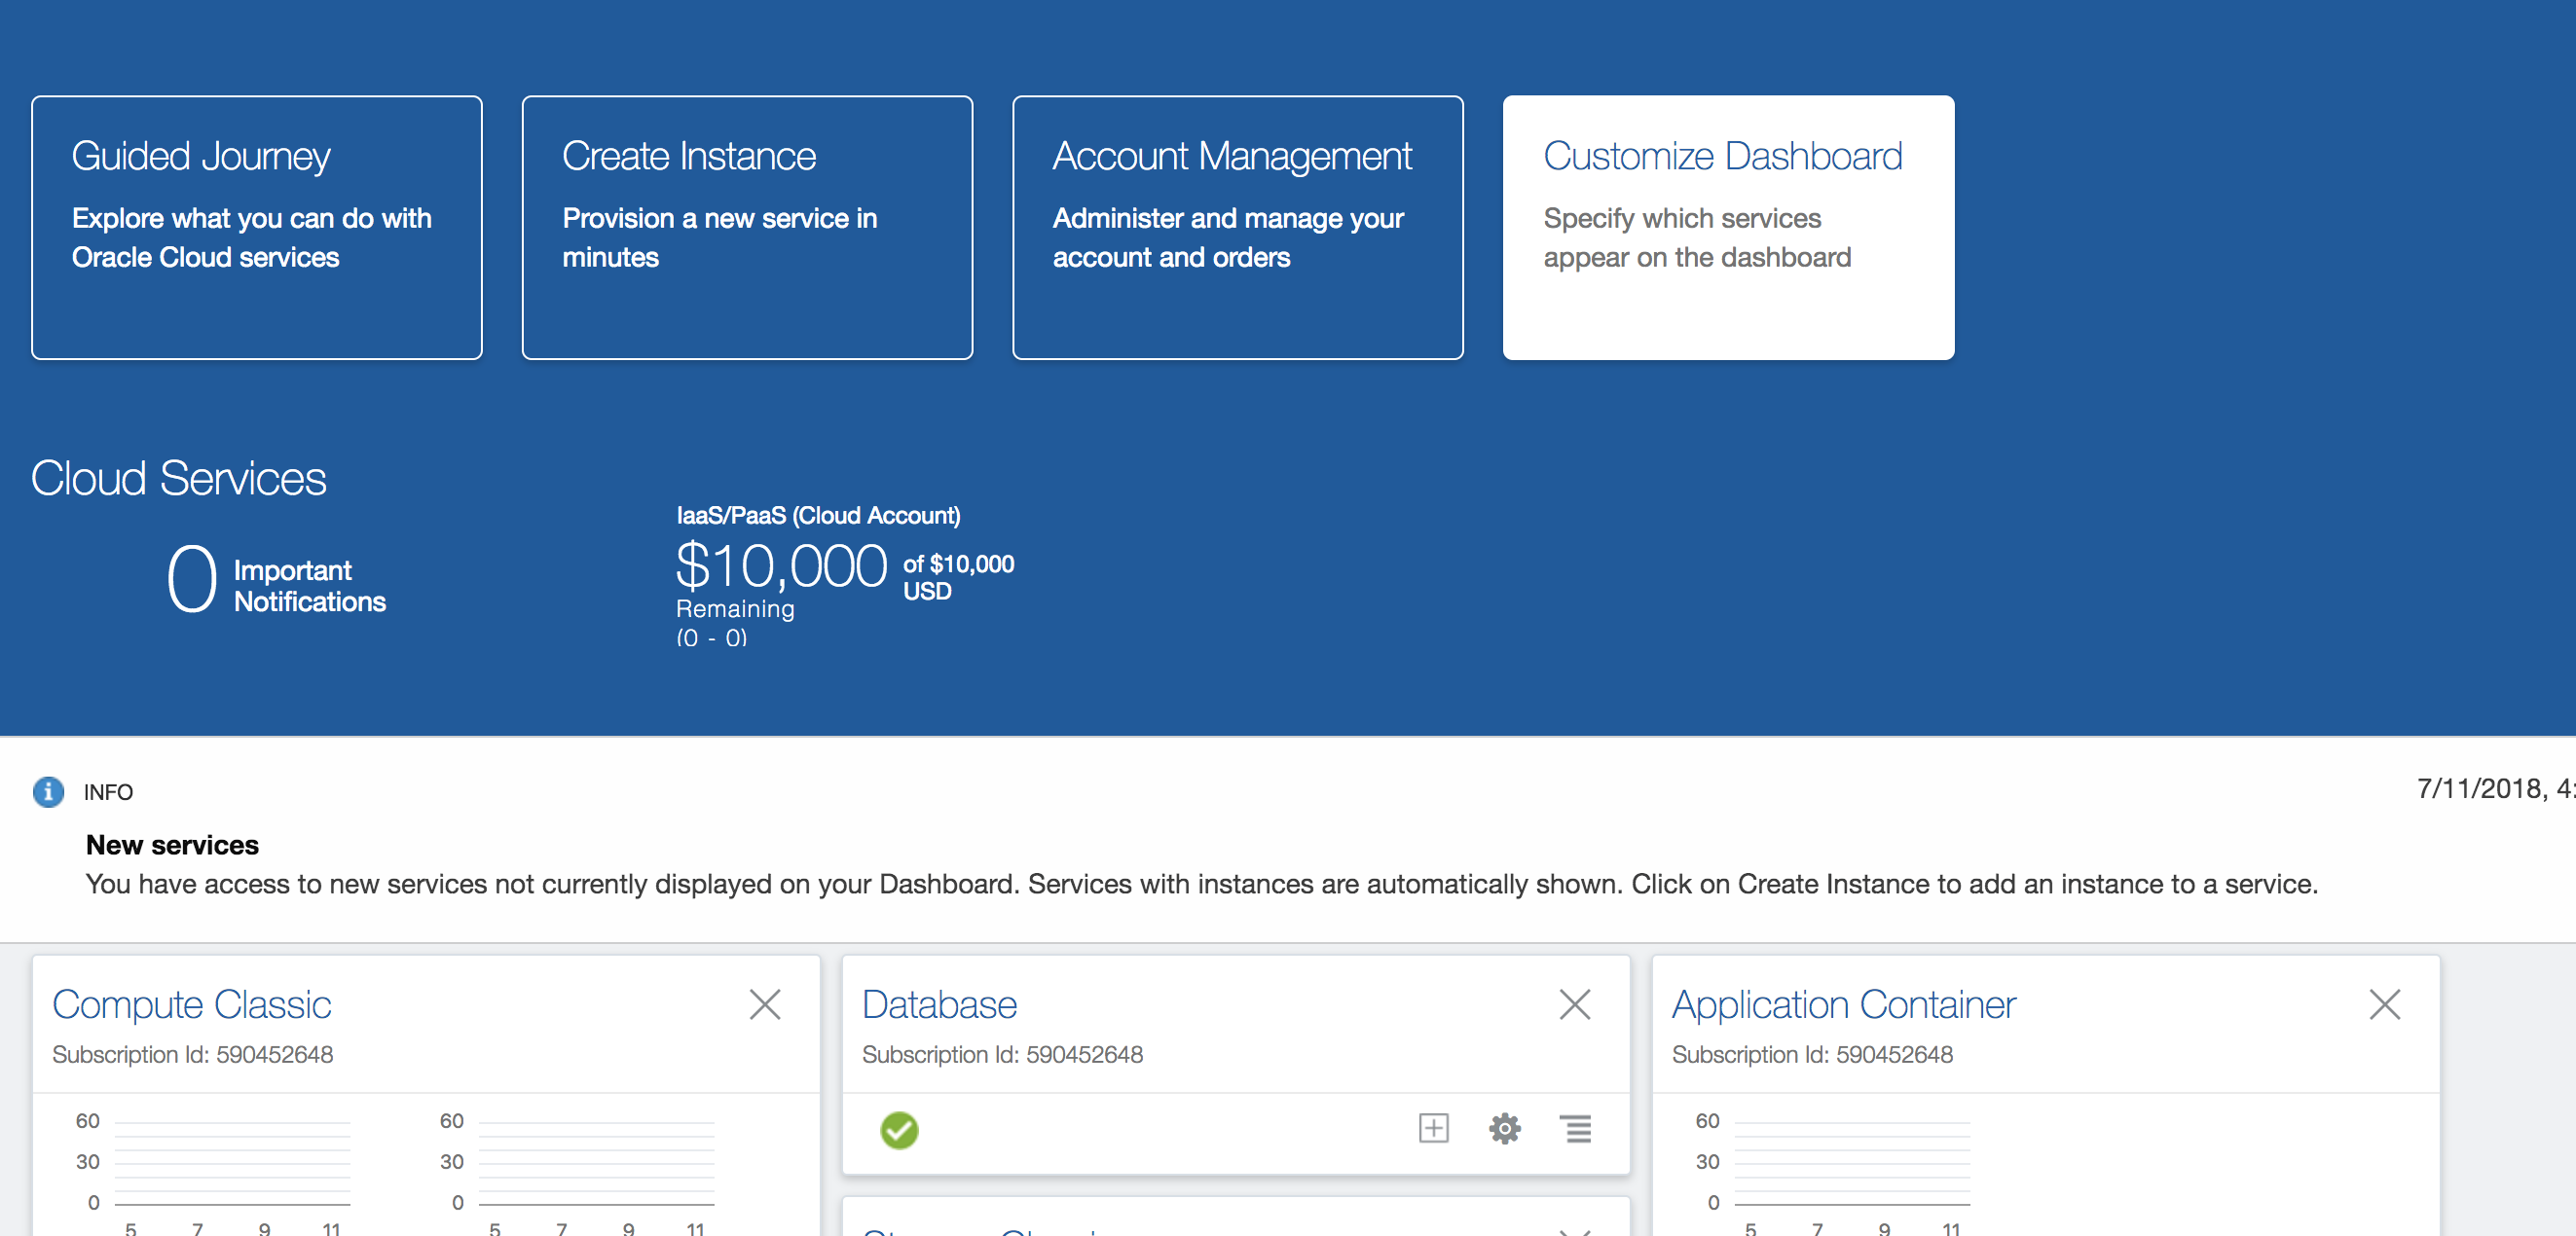 Guided Journey
Explore what you can do with
Oracle Cloud services
Create Instance
Provision a new service in
minutes
Account Management
Administer and manage your
account and orders
Customize Dashboard
Specify which services
appear on the dashboard
Cloud Services
0 Important
Notifications
IaaS/PaaS (Cloud Account)
$10,000 of $10,000
USD
Remaining
(0 - 0)
INFO
7/11/2018, 4:
New services
You have access to new services not currently displayed on your Dashboard. Services with instances are automatically shown. Click on Create Instance to add an instance to a service.
Compute Classic
Subscription Id: 590452648
60
30
0
5 7 9 11
60
30
0
5 7 9 11
Database
Subscription Id: 590452648
Application Container
Subscription Id: 590452648
60
30
0
5 7 9 11